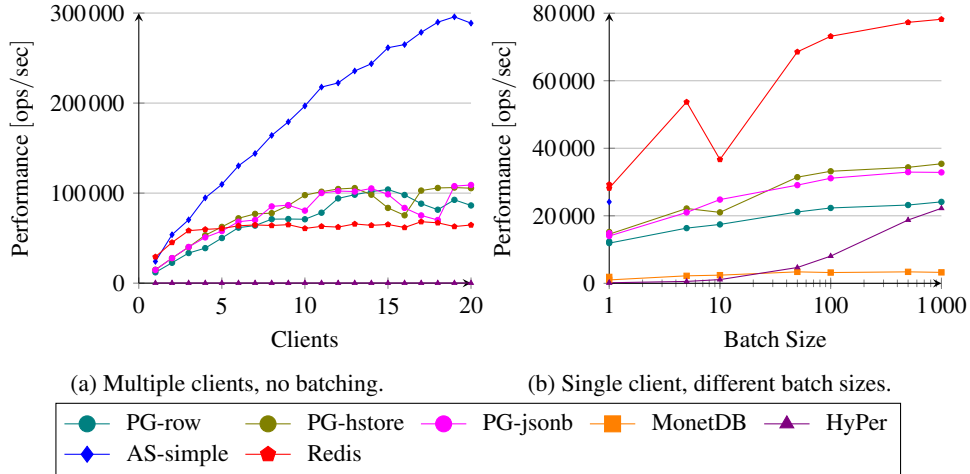 Performance [ops/sec]
300 000
200 000
100 000
0
0
5
10
15
20
Clients
(a) Multiple clients, no batching.
Performance [ops/sec]
80 000
60 000
40 000
20 000
0
1
10
100
1 000
Batch Size
(b) Single client, different batch sizes.
PG-row
PG-hstore
PG-jsonb
MonetDB
HyPer
AS-simple
Redis